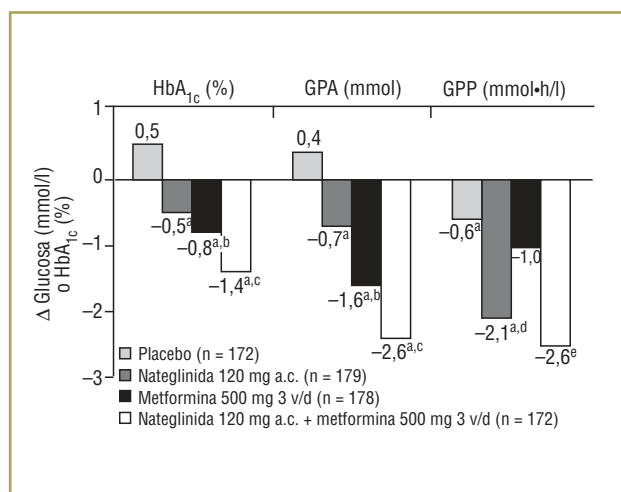 HbA1c (%) GPA (mmol) GPP (mmol•h/l)
1
0
−1
−2
−3
Δ Glucosa (mmol/l)
o HbA1c (%)
0,5
−0,5a
−0,8a,b
−1,4a,c
0,4
−0,7a
−1,6a,b
−2,6a,c
−0,6a
−2,1a,d
−1,0
−2,6e
Placebo (n = 172)
Nateglinida 120 mg a.c. (n = 179)
Metformina 500 mg 3 v/d (n = 178)
Nateglinida 120 mg a.c. + metformina 500 mg 3 v/d (n = 172)